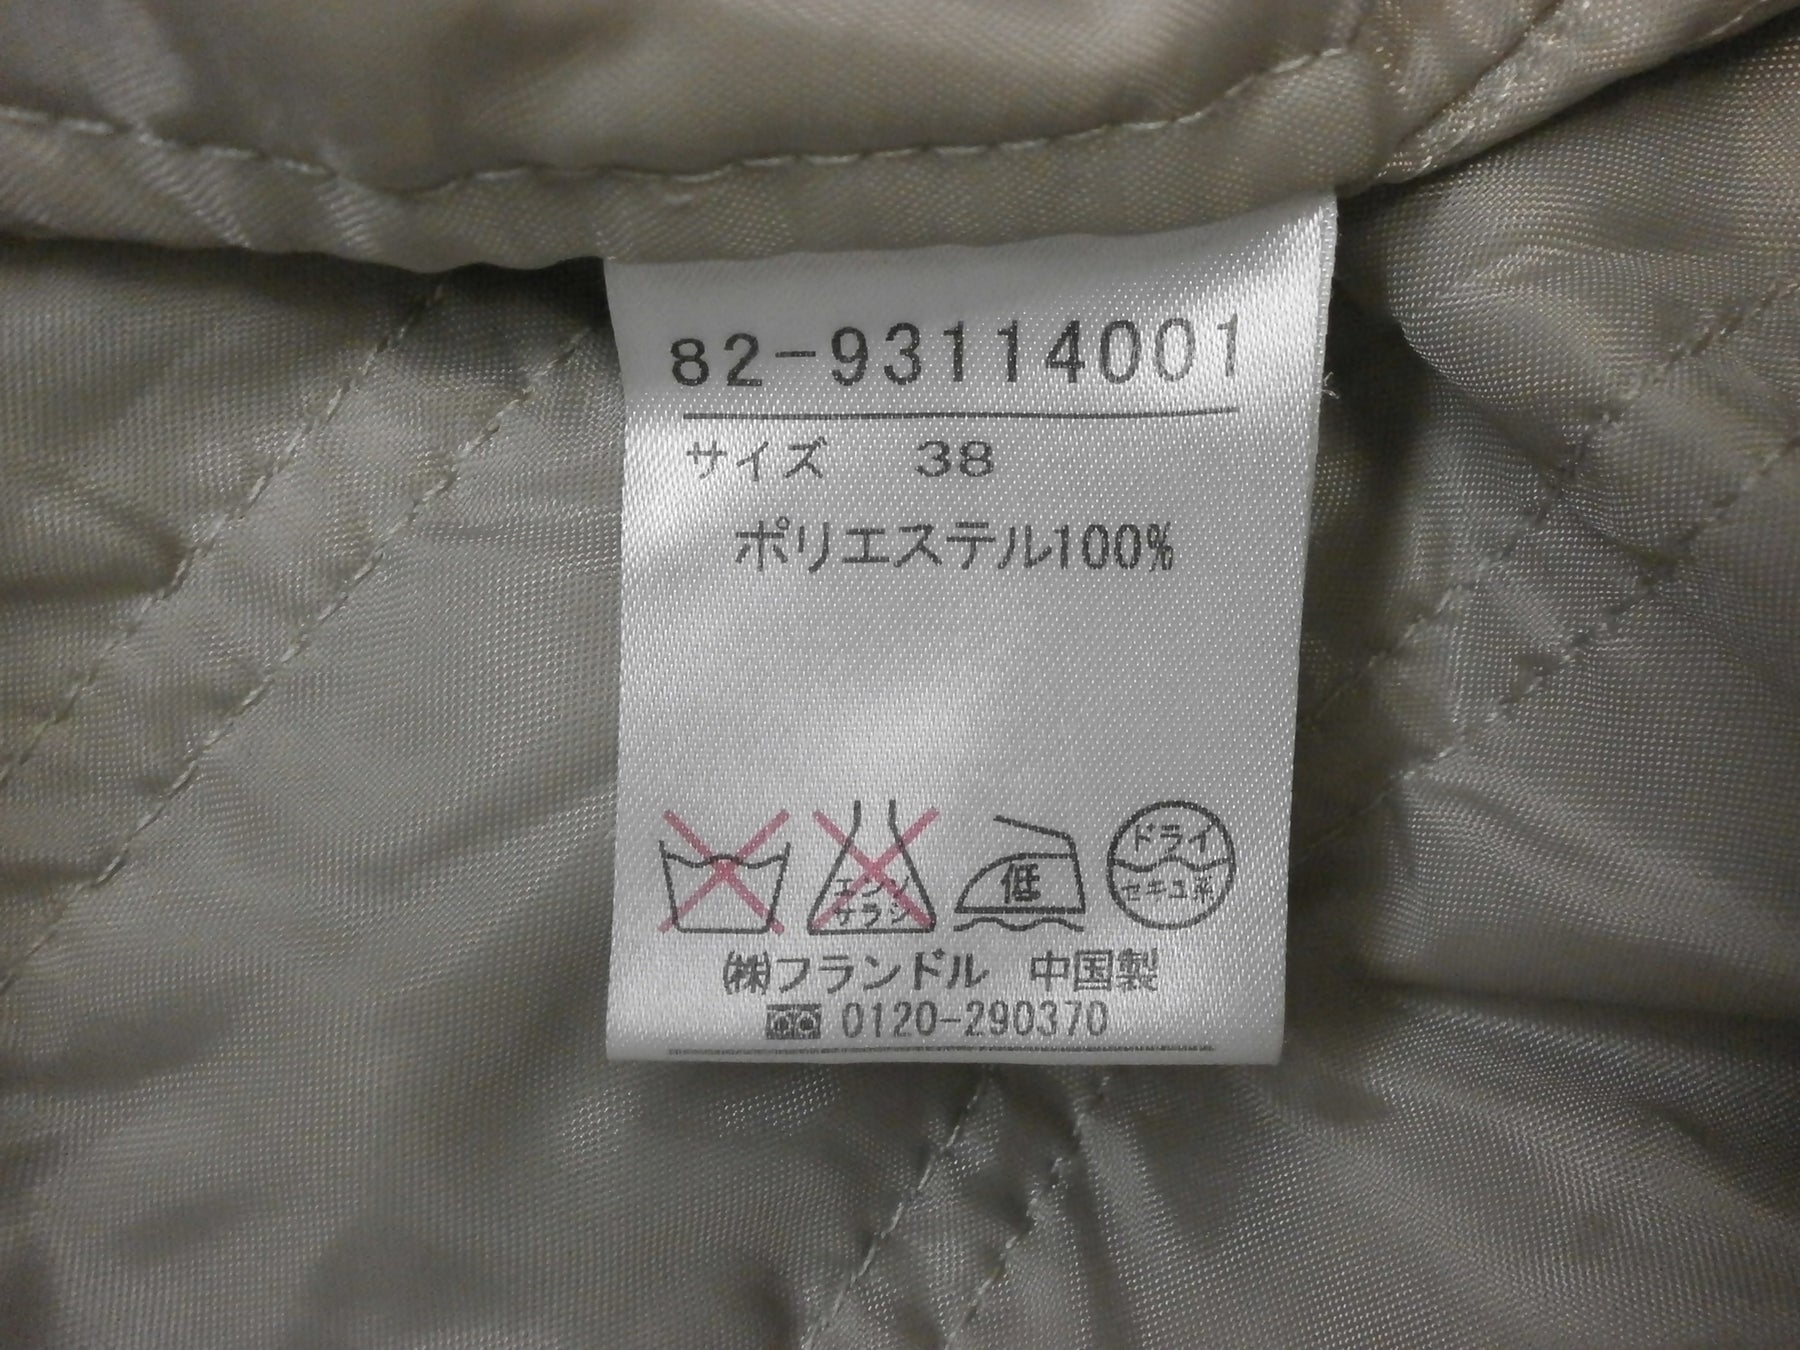 82-93114001
サイズ 38
ポリエステル100%
エンソ
サラシ
低
ドライ
セキユ系
㈱フランドル 中国製
0120-290370